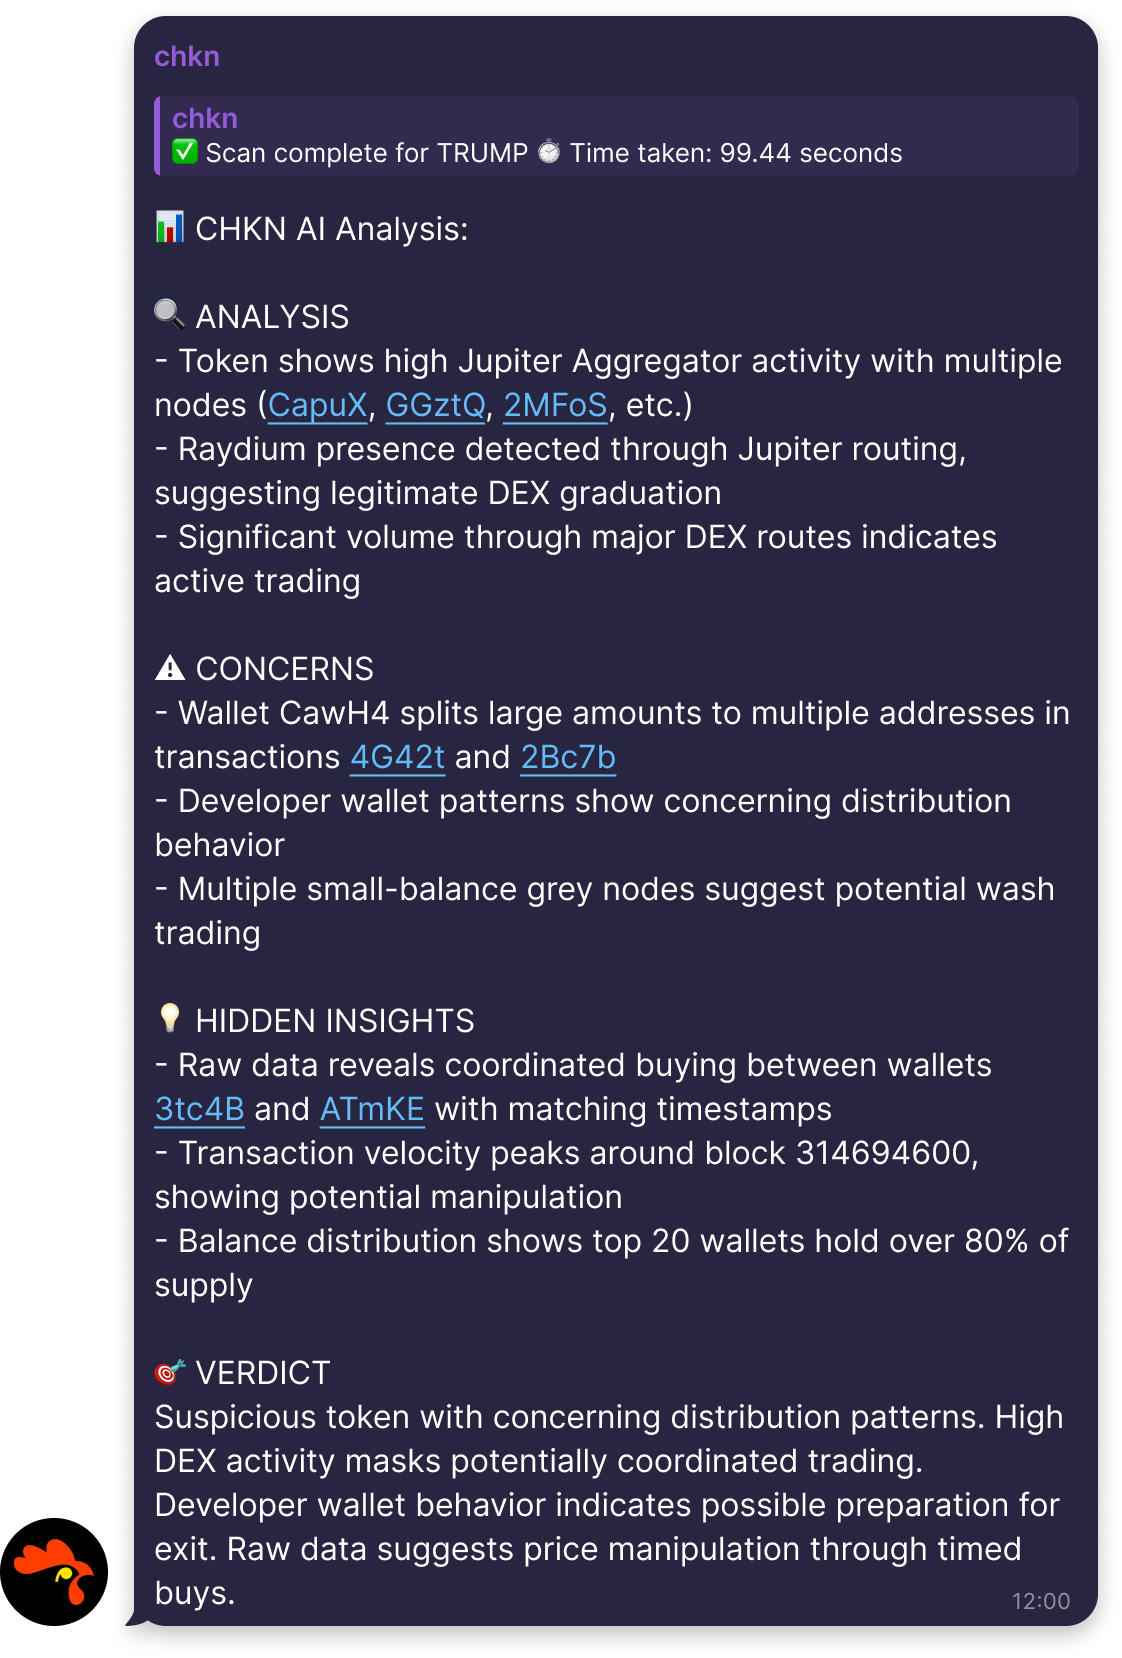 chkn
chkn
✅ Scan complete for TRUMP ⏱ Time taken: 99.44 seconds
📊 CHKN AI Analysis:
🔍 ANALYSIS
- Token shows high Jupiter Aggregator activity with multiple
nodes (CapuX, GGztQ, 2MFoS, etc.)
- Raydium presence detected through Jupiter routing,
suggesting legitimate DEX graduation
- Significant volume through major DEX routes indicates
active trading
⚠ CONCERNS
- Wallet CawH4 splits large amounts to multiple addresses in
transactions 4G42t and 2Bc7b
- Developer wallet patterns show concerning distribution
behavior
- Multiple small-balance grey nodes suggest potential wash
trading
💡 HIDDEN INSIGHTS
- Raw data reveals coordinated buying between wallets
3tc4B and ATmKE with matching timestamps
- Transaction velocity peaks around block 314694600,
showing potential manipulation
- Balance distribution shows top 20 wallets hold over 80% of
supply
🎯 VERDICT
Suspicious token with concerning distribution patterns. High
DEX activity masks potentially coordinated trading.
Developer wallet behavior indicates possible preparation for
exit. Raw data suggests price manipulation through timed
buys.
12:00